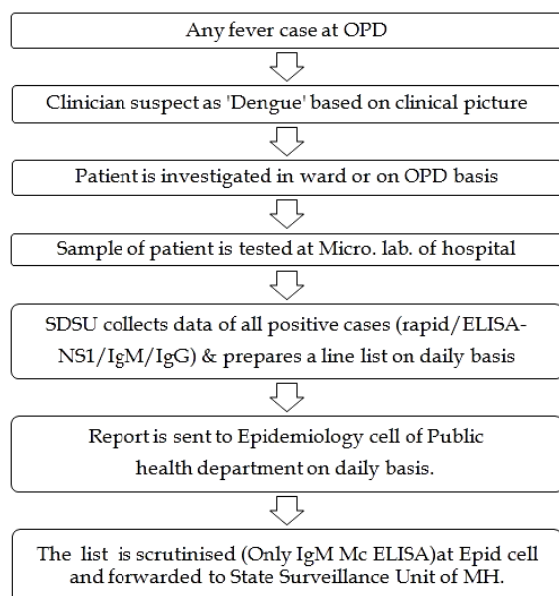 Any fever case at OPD
Clinician suspect as 'Dengue' based on clinical picture
Patient is investigated in ward or on OPD basis
Sample of patient is tested at Micro. lab. of hospital
SDSU collects data of all positive cases (rapid/ELISA-
NS1/IgM/IgG) & prepares a line list on daily basis
Report is sent to Epidemiology cell of Public
health department on daily basis.
The list is scrutinised (Only IgM Mc ELISA)at Epid cell
and forwarded to State Surveillance Unit of MH.